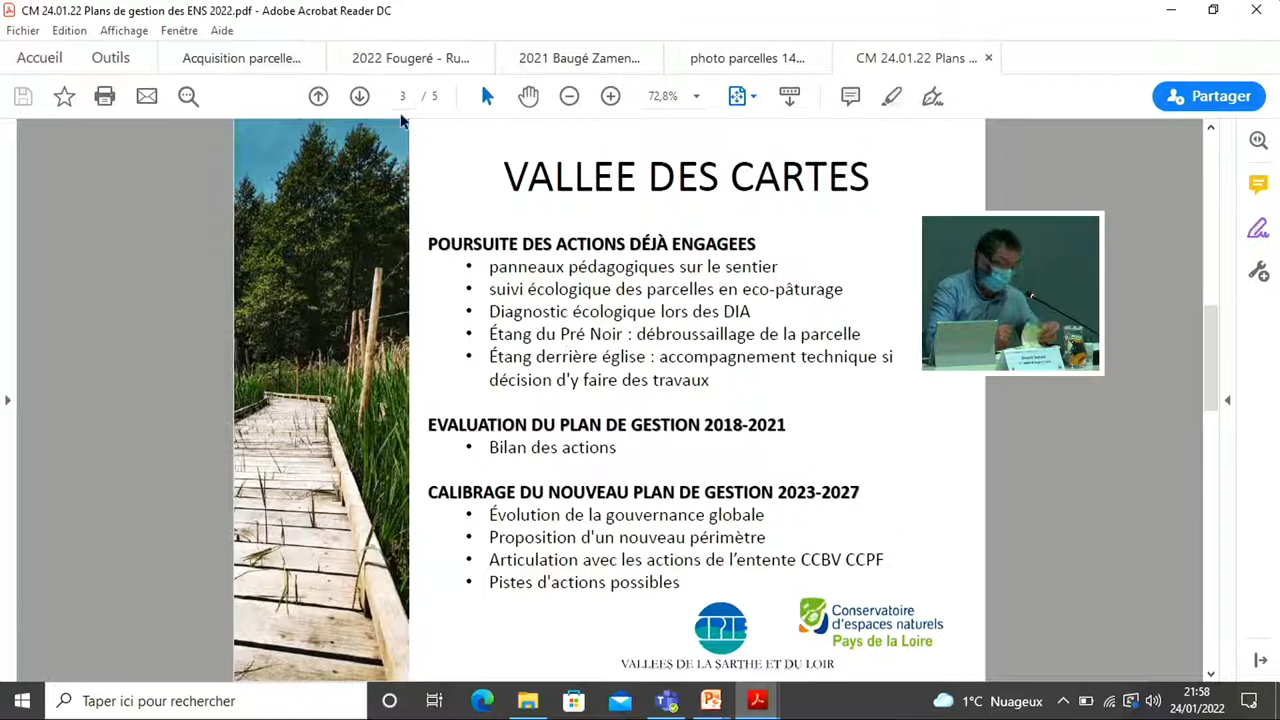 CM 24.01.22 Plans de gestion des ENS 2022.pdf - Adobe Acrobat Reader DC
Fichier Edition Affichage Fenêtre Aide
Accueil Outils Acquisition parcelle... 2022 Fougeré - Ru... 2021 Baugé Zamen... photo parcelles 14... CM 24.01.22 Plans ...
3 / 5 72,8% Partager
VALLEE DES CARTES
POURSUITE DES ACTIONS DÉJÀ ENGAGEES
• panneaux pédagogiques sur le sentier
• suivi écologique des parcelles en eco-pâturage
• Diagnostic écologique lors des DIA
• Étang du Pré Noir : débroussaillage de la parcelle
• Étang derrière église : accompagnement technique si
décision d'y faire des travaux
EVALUATION DU PLAN DE GESTION 2018-2021
• Bilan des actions
CALIBRAGE DU NOUVEAU PLAN DE GESTION 2023-2027
• Évolution de la gouvernance globale
• Proposition d'un nouveau périmètre
• Articulation avec les actions de l’entente CCBV CCPF
• Pistes d'actions possibles
CPIE
VALLEES DE LA SARTHE ET DU LOIR
Conservatoire
d'espaces naturels
Pays de la Loire
Taper ici pour rechercher
1°C Nuageux
21:58
24/01/2022